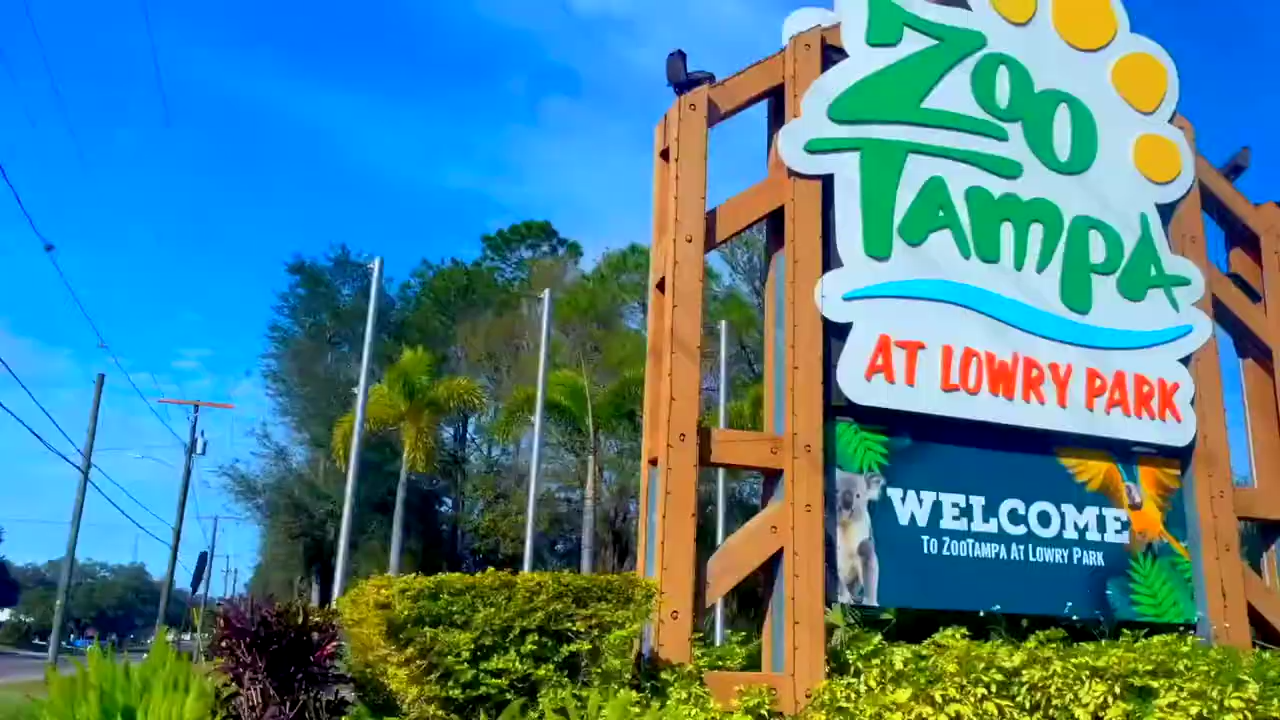 ZOO
TAMPA
AT LOWRY PARK
WELCOME
TO ZOOTAMPA AT LOWRY PARK